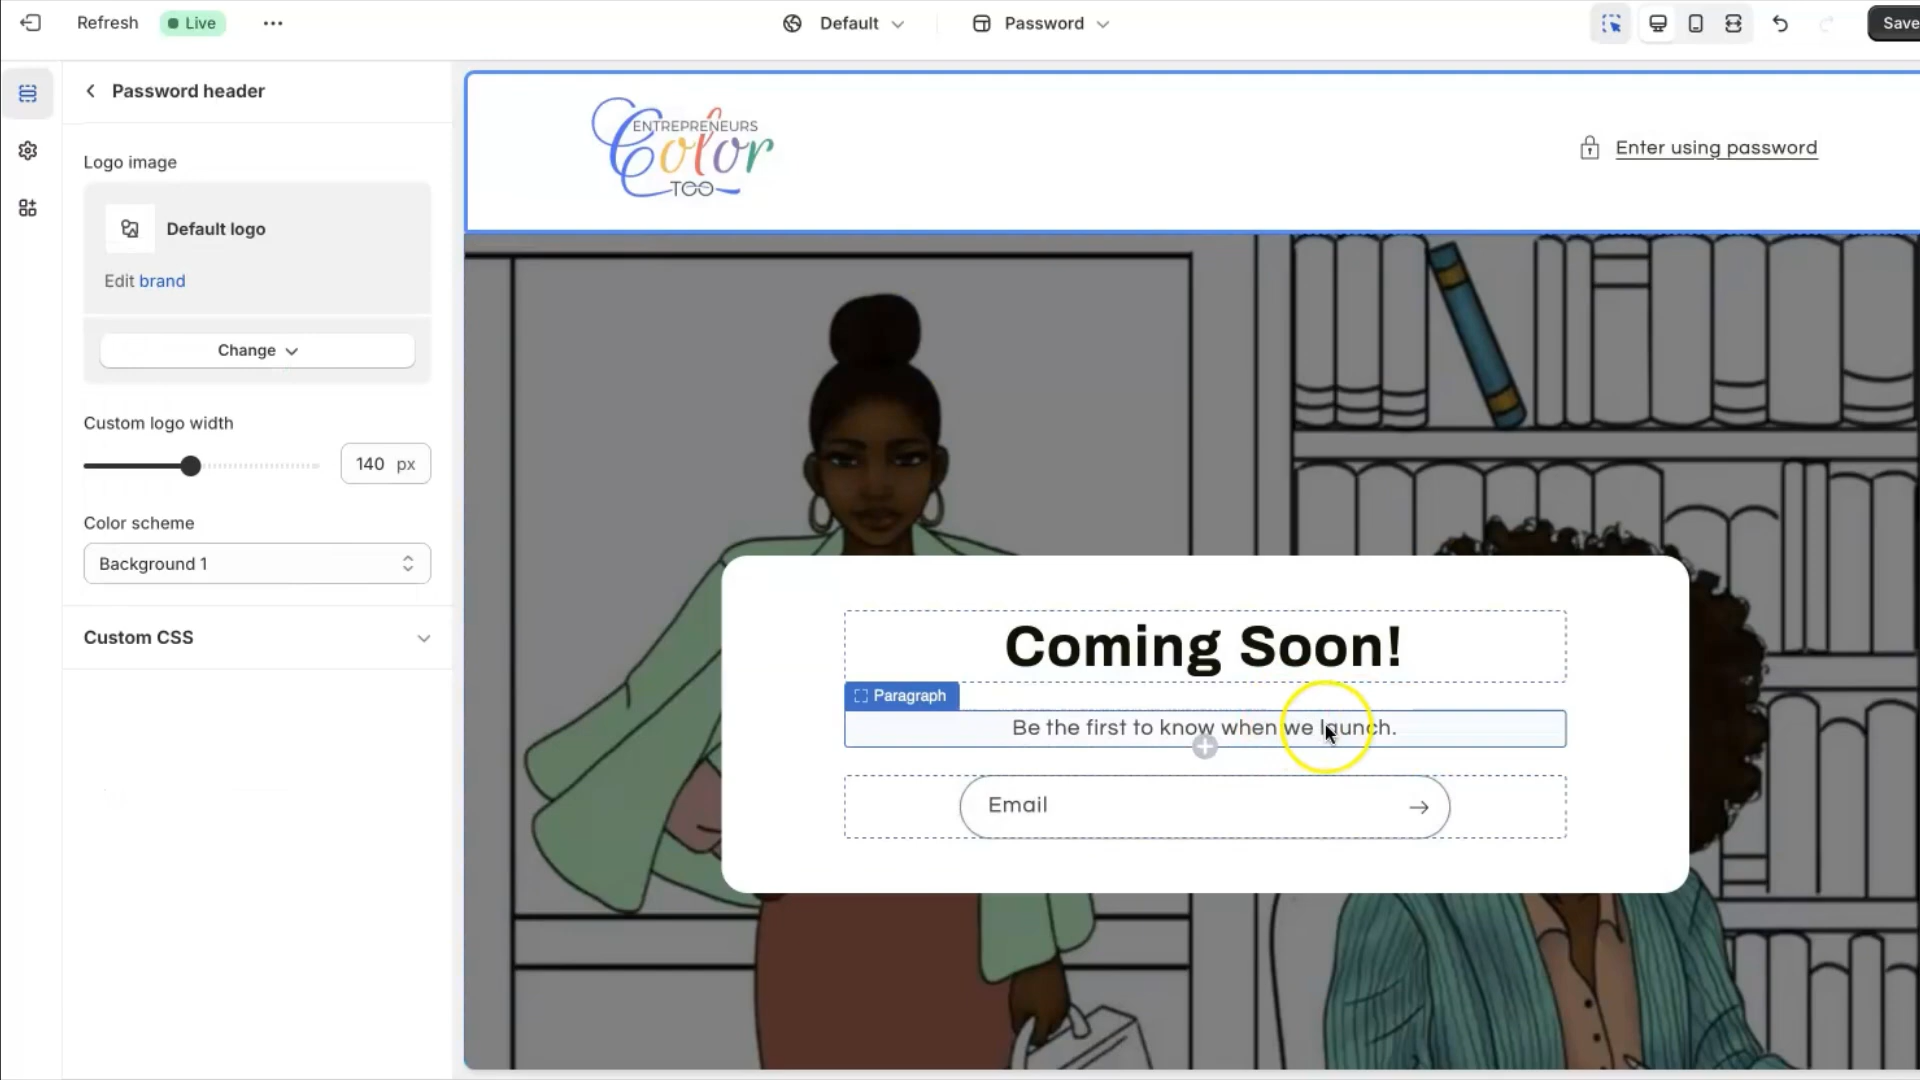 Refresh
Live
Default
Password
Save
Password header
Logo image
Default logo
Edit brand
Change
Custom logo width
140 px
Color scheme
Background 1
Custom CSS
ENTREPRENEURS
Color
TOO
Enter using password
Coming Soon!
Paragraph
Be the first to know when we launch.
Email